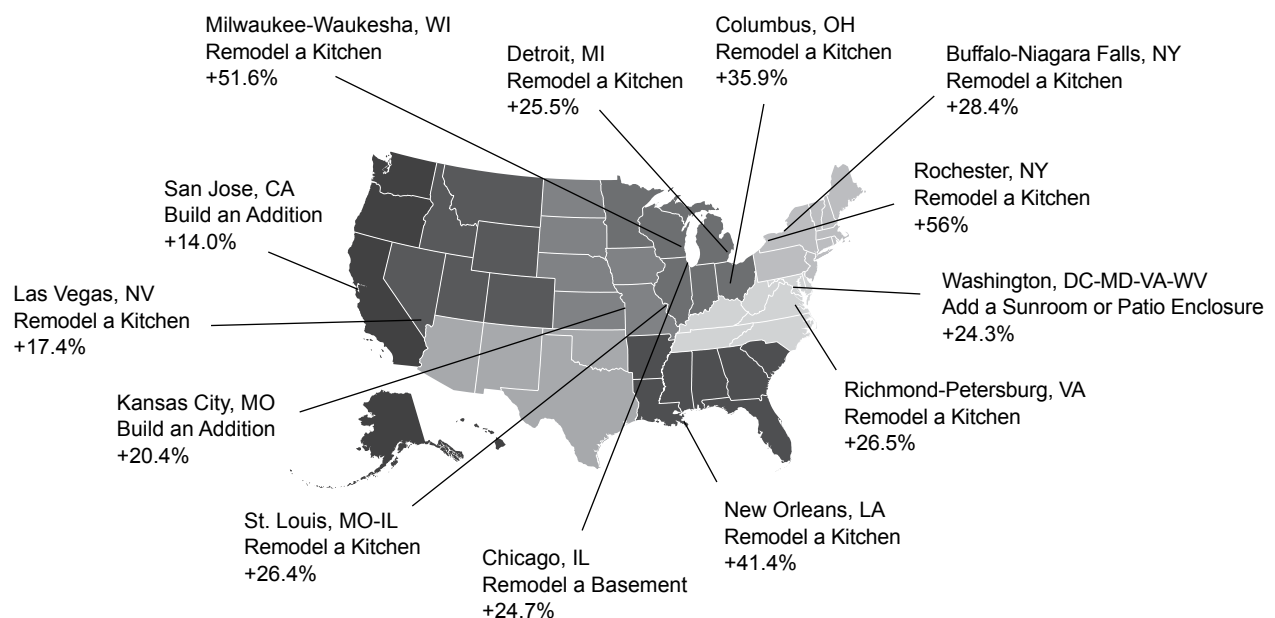 Milwaukee-Waukesha, WI
Remodel a Kitchen
+51.6%
Detroit, MI
Remodel a Kitchen
+25.5%
Columbus, OH
Remodel a Kitchen
+35.9%
Buffalo-Niagara Falls, NY
Remodel a Kitchen
+28.4%
San Jose, CA
Build an Addition
+14.0%
Rochester, NY
Remodel a Kitchen
+56%
Las Vegas, NV
Remodel a Kitchen
+17.4%
Washington, DC-MD-VA-WV
Add a Sunroom or Patio Enclosure
+24.3%
Kansas City, MO
Build an Addition
+20.4%
Richmond-Petersburg, VA
Remodel a Kitchen
+26.5%
St. Louis, MO-IL
Remodel a Kitchen
+26.4%
Chicago, IL
Remodel a Basement
+24.7%
New Orleans, LA
Remodel a Kitchen
+41.4%